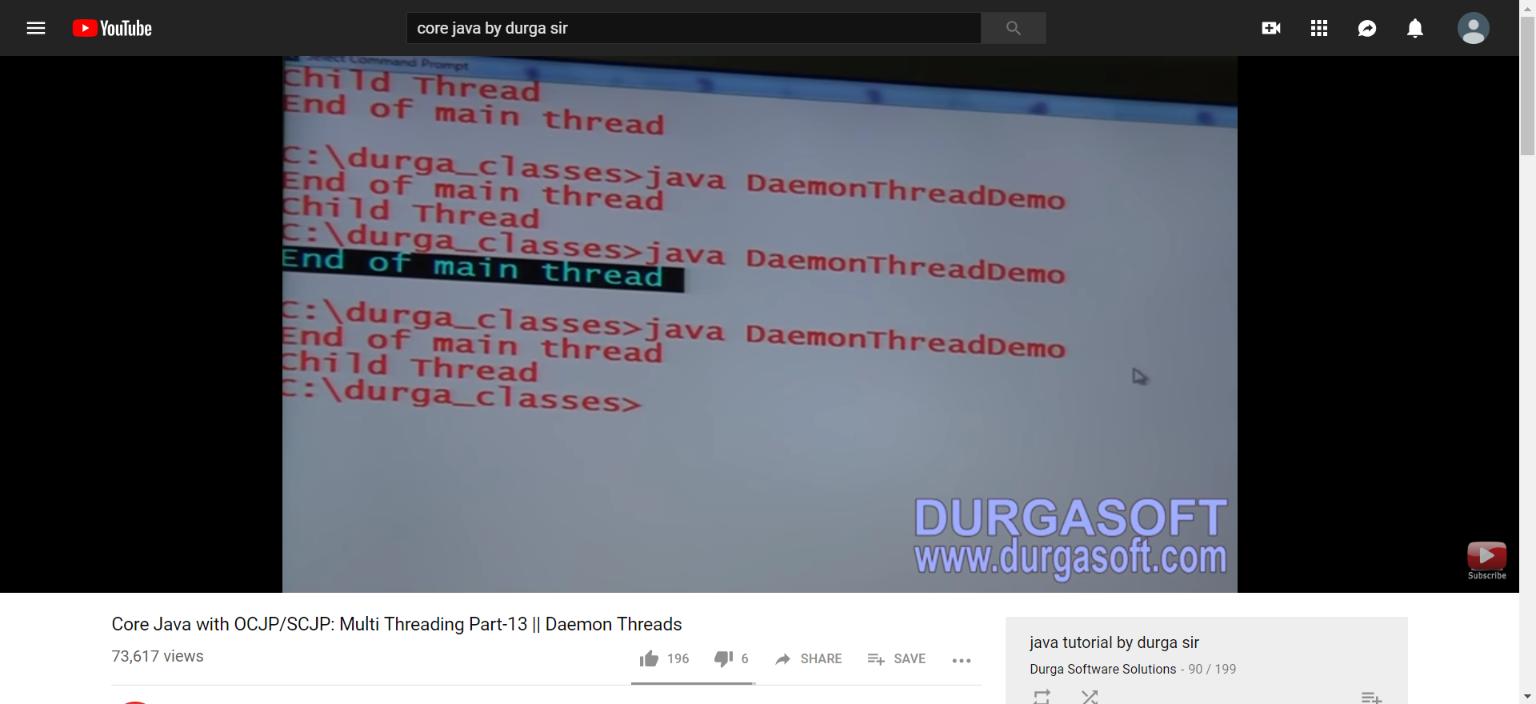 YouTube
core java by durga sir
Select Command Prompt
Child Thread
End of main thread
C:\durga_classes>java DaemonThreadDemo
End of main thread
Child Thread
C:\durga_classes>java DaemonThreadDemo
End of main thread
C:\durga_classes>java DaemonThreadDemo
End of main thread
Child Thread
C:\durga_classes>
DURGASOFT
www.durgasoft.com
Subscribe
Core Java with OCJP/SCJP: Multi Threading Part-13 || Daemon Threads
73,617 views
196
6
SHARE
SAVE
java tutorial by durga sir
Durga Software Solutions - 90 / 199